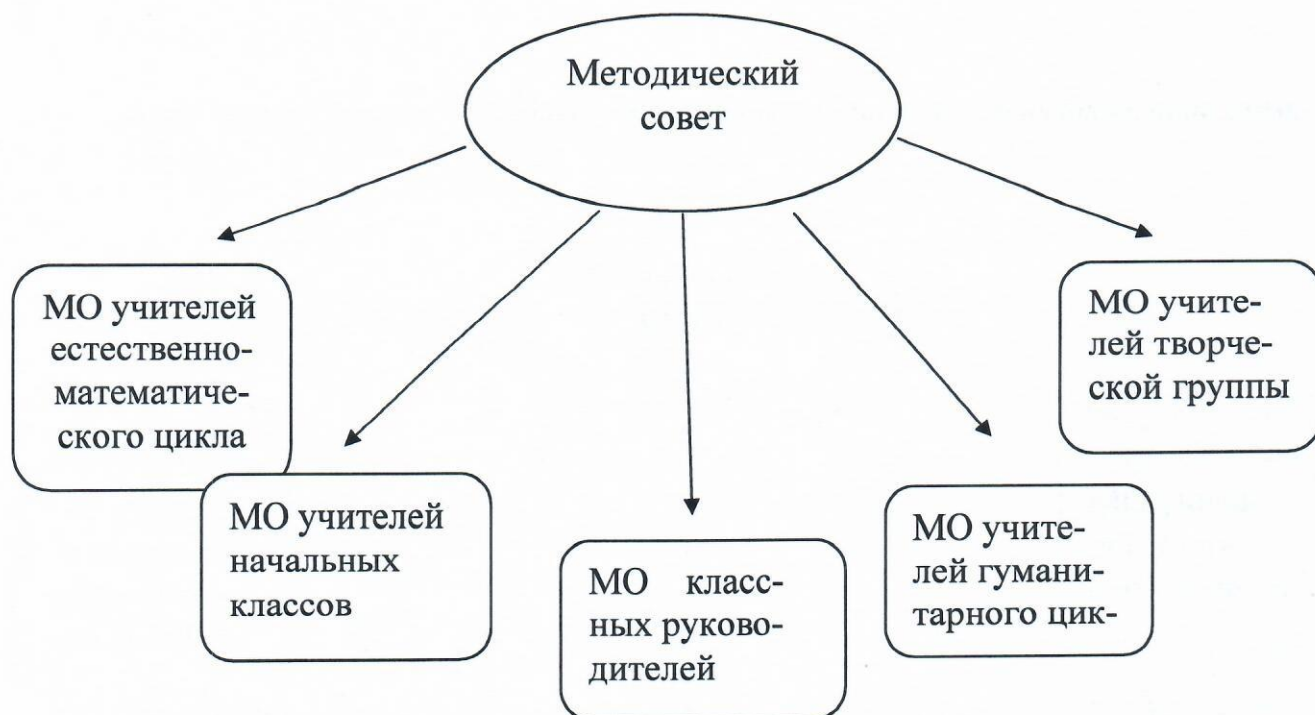 Методический
совет
МО учителей
естественно-
математиче-
ского цикла
МО учителей
начальных
классов
МО класс-
ных руково-
дителей
МО учите-
лей гумани-
тарного цик-
МО учите-
лей творче-
ской группы